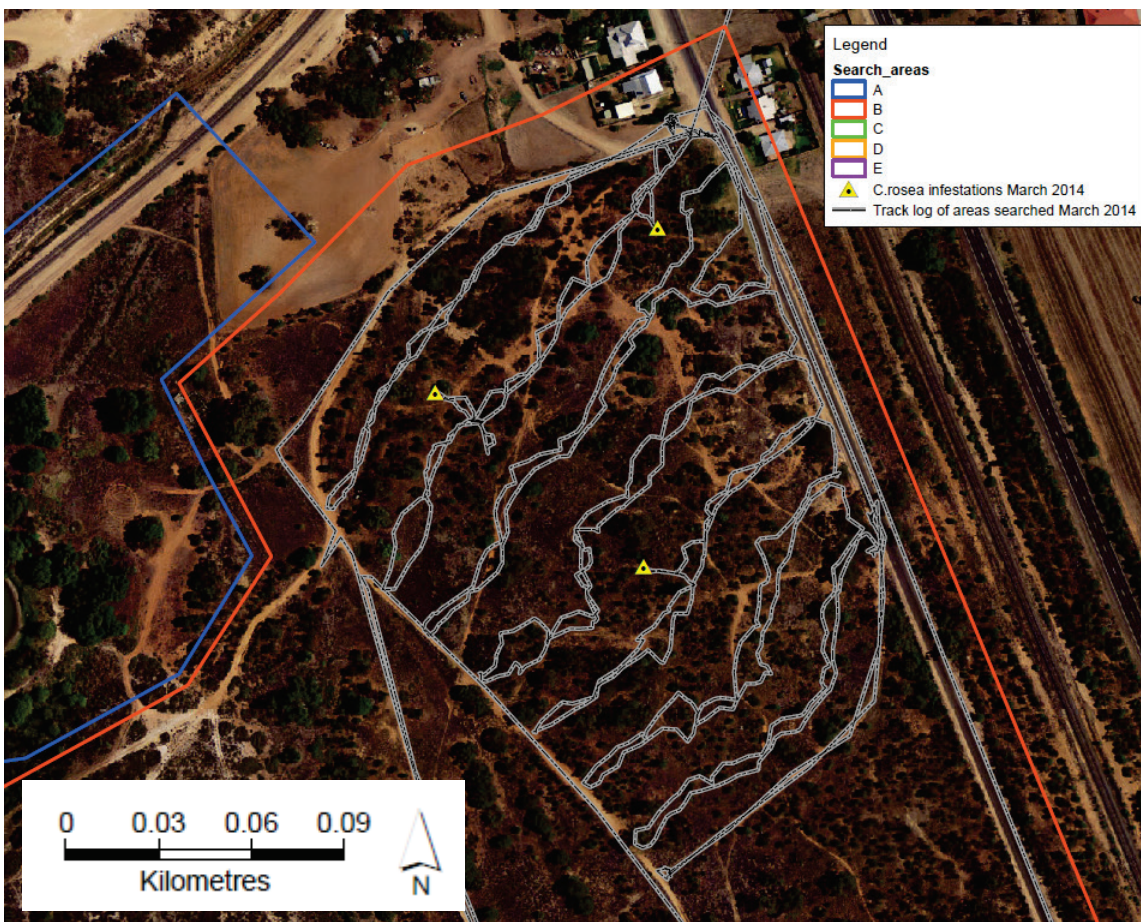 Legend
Search_areas
A
B
C
D
E
C.rosea infestations March 2014
Track log of areas searched March 2014
0 0.03 0.06 0.09
Kilometres
N